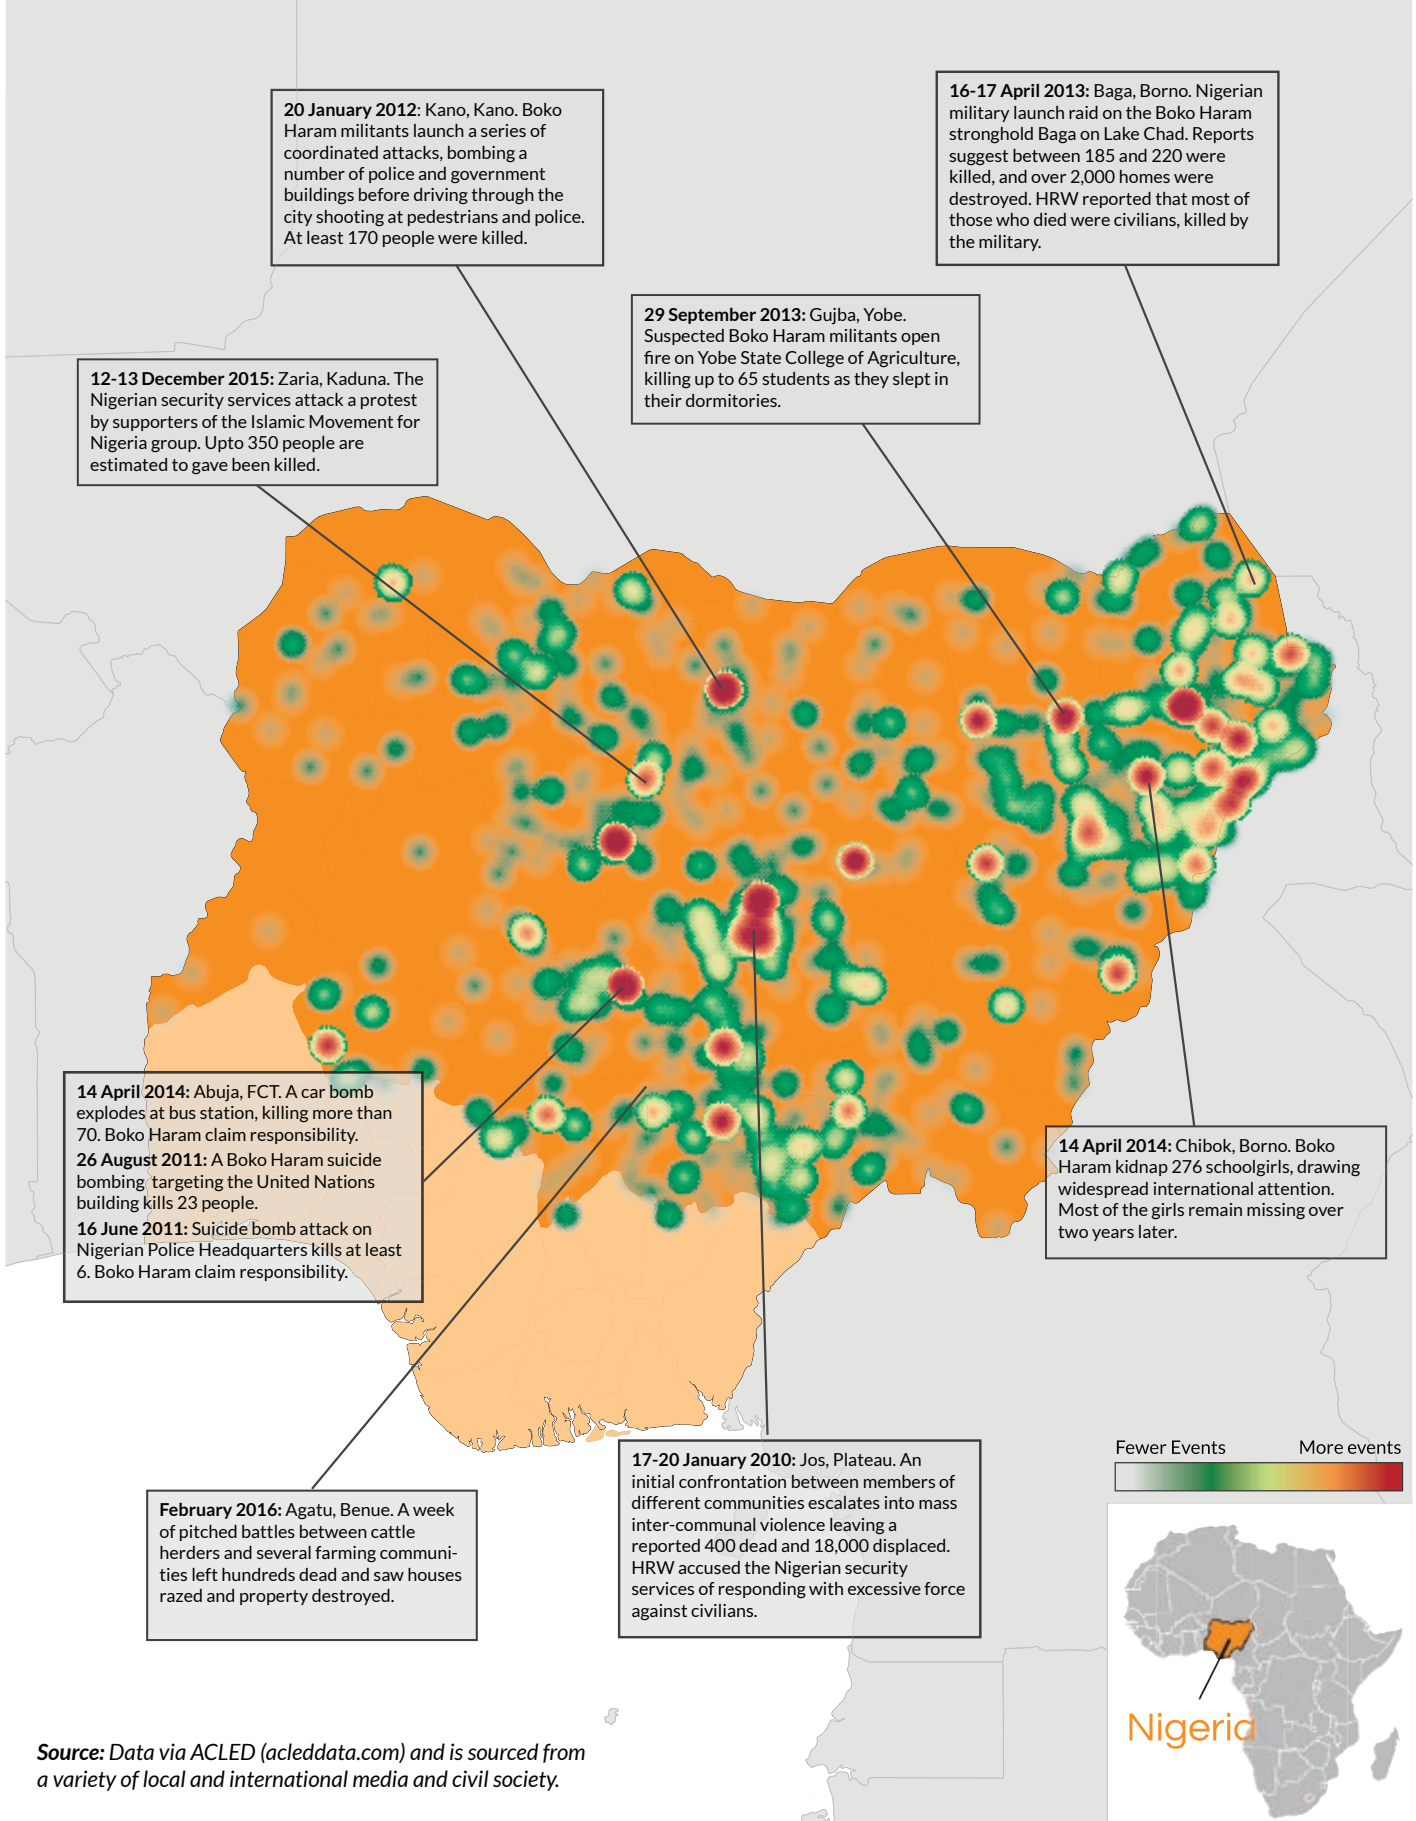 16-17 April 2013: Baga, Borno. Nigerian
military launch raid on the Boko Haram
stronghold Baga on Lake Chad. Reports
suggest between 185 and 220 were
killed, and over 2,000 homes were
destroyed. HRW reported that most of
those who died were civilians, killed by
the military.
20 January 2012: Kano, Kano. Boko
Haram militants launch a series of
coordinated attacks, bombing a
number of police and government
buildings before driving through the
city shooting at pedestrians and police.
At least 170 people were killed.
29 September 2013: Gujba, Yobe.
Suspected Boko Haram militants open
fire on Yobe State College of Agriculture,
killing up to 65 students as they slept in
their dormitories.
12-13 December 2015: Zaria, Kaduna. The
Nigerian security services attack a protest
by supporters of the Islamic Movement for
Nigeria group. Upto 350 people are
estimated to gave been killed.
14 April 2014: Abuja, FCT. A car bomb
explodes at bus station, killing more than
70. Boko Haram claim responsibility.
26 August 2011: A Boko Haram suicide
bombing targeting the United Nations
building kills 23 people.
16 June 2011: Suicide bomb attack on
Nigerian Police Headquarters kills at least
6. Boko Haram claim responsibility.
14 April 2014: Chibok, Borno. Boko
Haram kidnap 276 schoolgirls, drawing
widespread international attention.
Most of the girls remain missing over
two years later.
17-20 January 2010: Jos, Plateau. An
initial confrontation between members of
different communities escalates into mass
inter-communal violence leaving a
reported 400 dead and 18,000 displaced.
HRW accused the Nigerian security
services of responding with excessive force
against civilians.
February 2016: Agatu, Benue. A week
of pitched battles between cattle
herders and several farming communi-
ties left hundreds dead and saw houses
razed and property destroyed.
Fewer Events More events
Nigeria
Source: Data via ACLED (acleddata.com) and is sourced from
a variety of local and international media and civil society.